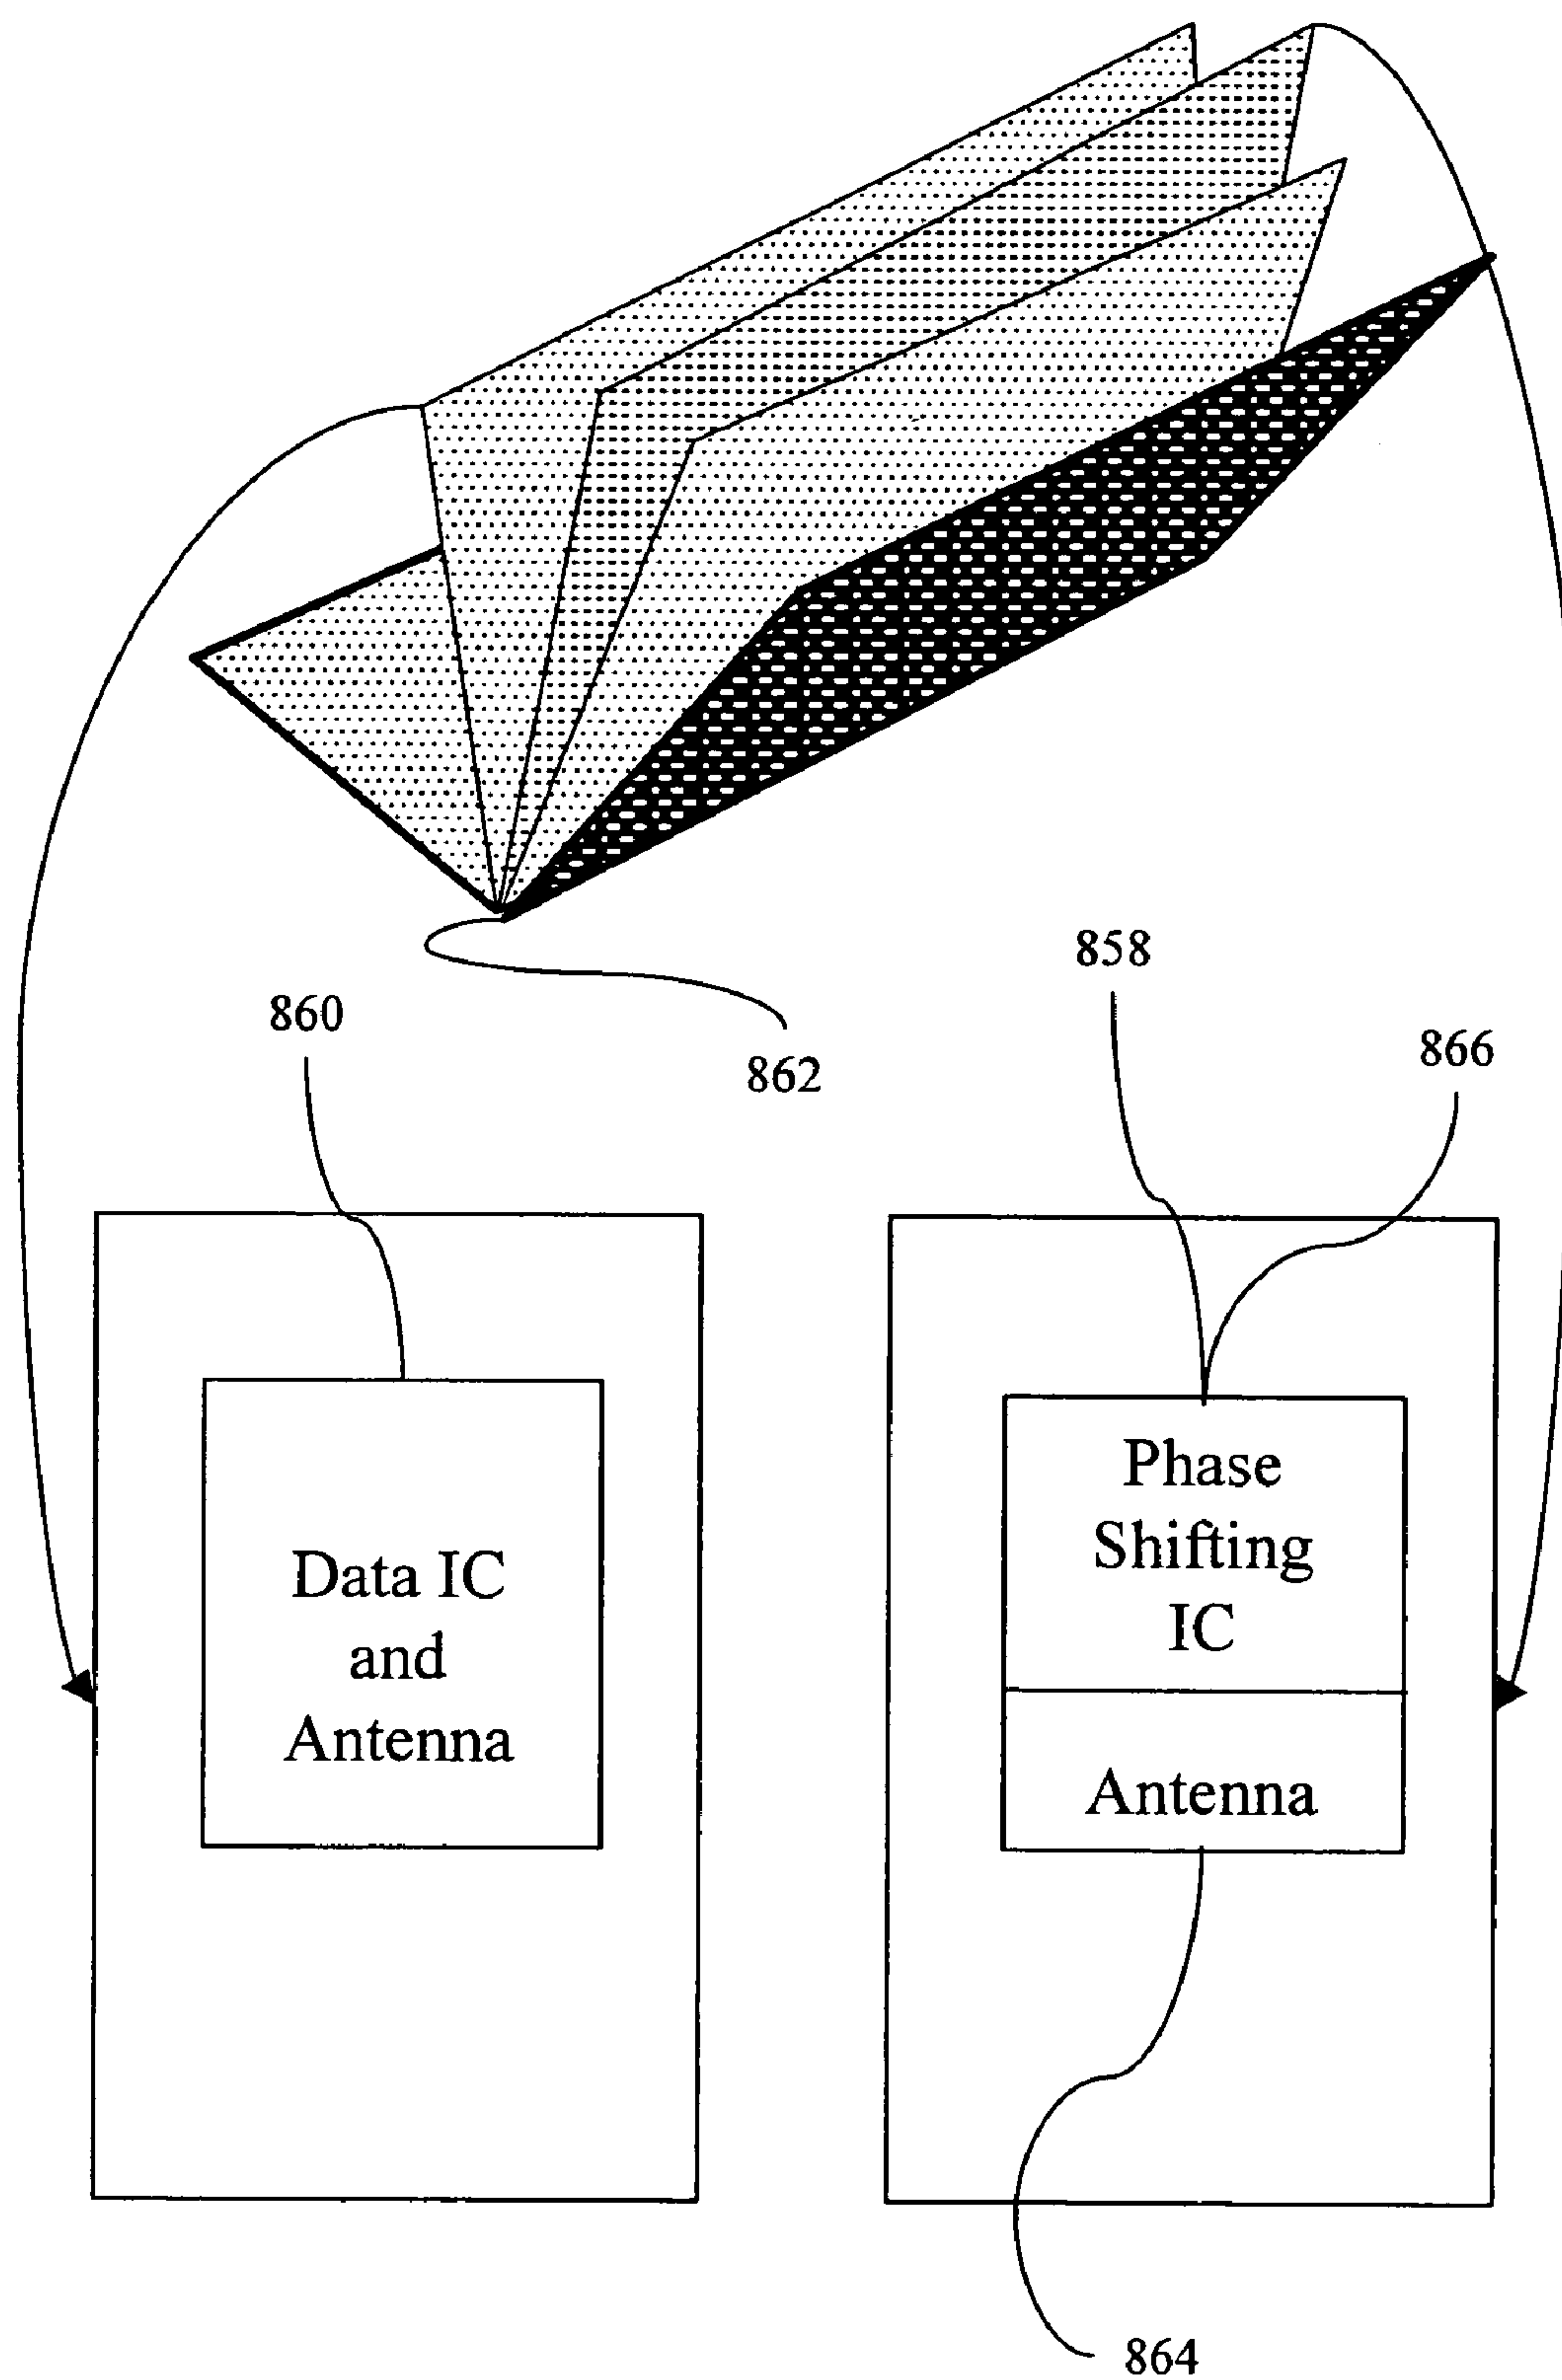 858
860
866
862
Data IC
and
Antenna
Phase
Shifting
IC
Antenna
864